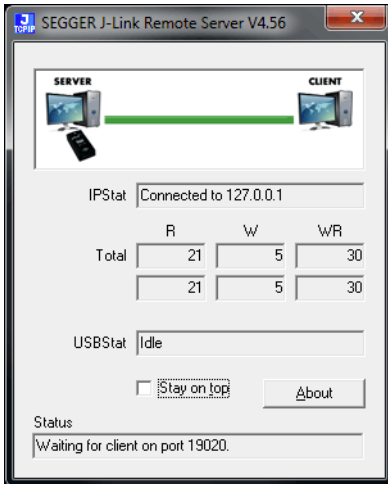 J TCPIP SEGGER J-Link Remote Server V4.56
SERVER CLIENT
IPStat Connected to 127.0.0.1
R W WR
Total 21 5 30
21 5 30
USBStat Idle
Stay on top About
Status
Waiting for client on port 19020.